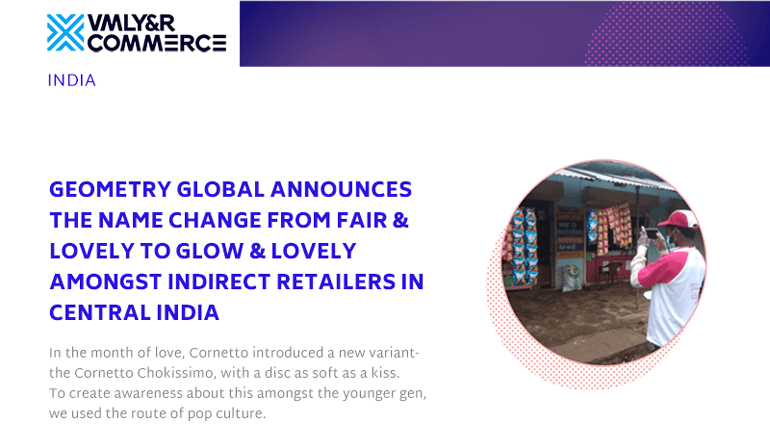 VMLY&R
COMMERCE
INDIA
GEOMETRY GLOBAL ANNOUNCES
THE NAME CHANGE FROM FAIR &
LOVELY TO GLOW & LOVELY
AMONGST INDIRECT RETAILERS IN
CENTRAL INDIA
In the month of love, Cornetto introduced a new variant-
the Cornetto Chokissimo, with a disc as soft as a kiss.
To create awareness about this amongst the younger gen,
we used the route of pop culture.